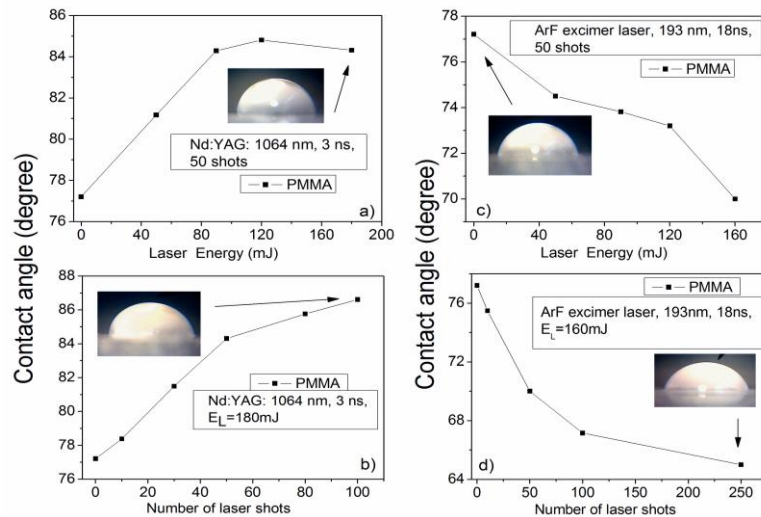 Contact angle (degree)
86
84
82
80
78
76
Nd:YAG: 1064 nm, 3 ns,
50 shots
PMMA
a)
0 40 80 120 160 200
Laser Energy (mJ)
88
86
84
82
80
78
76
PMMA
Nd:YAG: 1064 nm, 3 ns,
EL=180mJ
b)
0 20 40 60 80 100
Number of laser shots
Contact angle (degree)
78
76
74
72
70
ArF excimer laser, 193 nm, 18ns,
50 shots
PMMA
c)
0 40 80 120 160
Laser Energy (mJ)
76
72
68
64
PMMA
ArF excimer laser, 193nm, 18ns,
EL=160mJ
d)
0 50 100 150 200 250
Number of laser shots